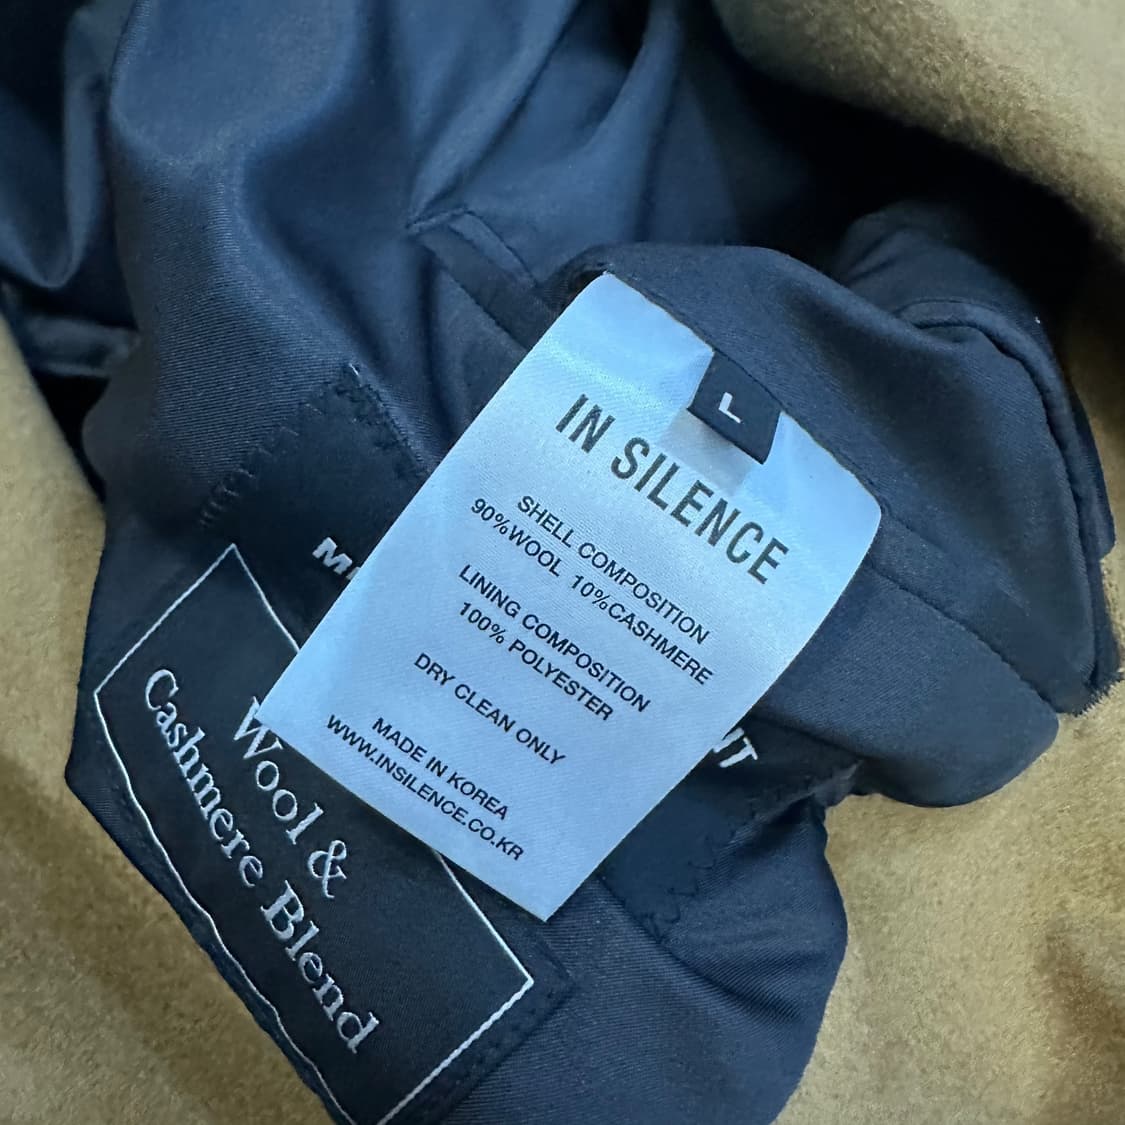 L
IN SILENCE
SHELL COMPOSITION
90%WOOL 10%CASHMERE
LINING COMPOSITION
100% POLYESTER
DRY CLEAN ONLY
MADE IN KOREA
WWW.INSILENCE.CO.KR
Wool &
Cashmere Blend